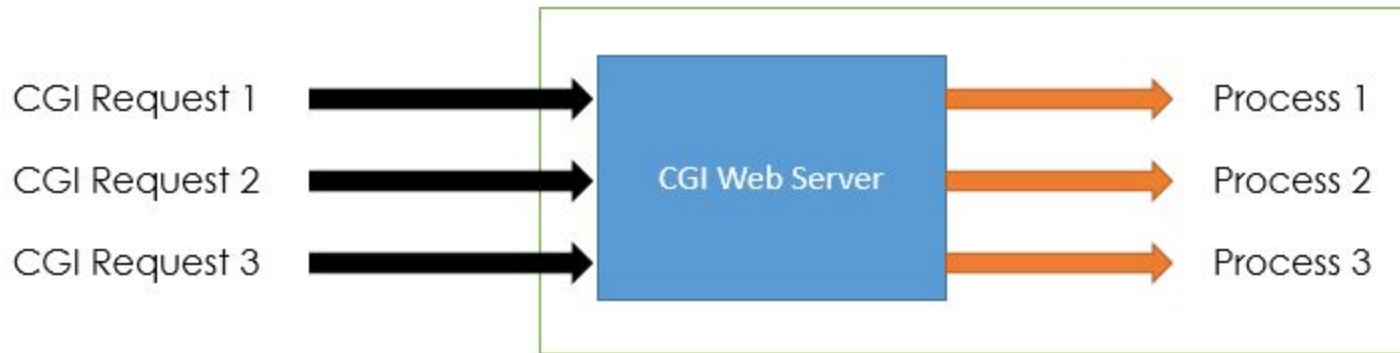 CGI Request 1
Process 1
CGI Request 2
CGI Web Server
Process 2
CGI Request 3
Process 3